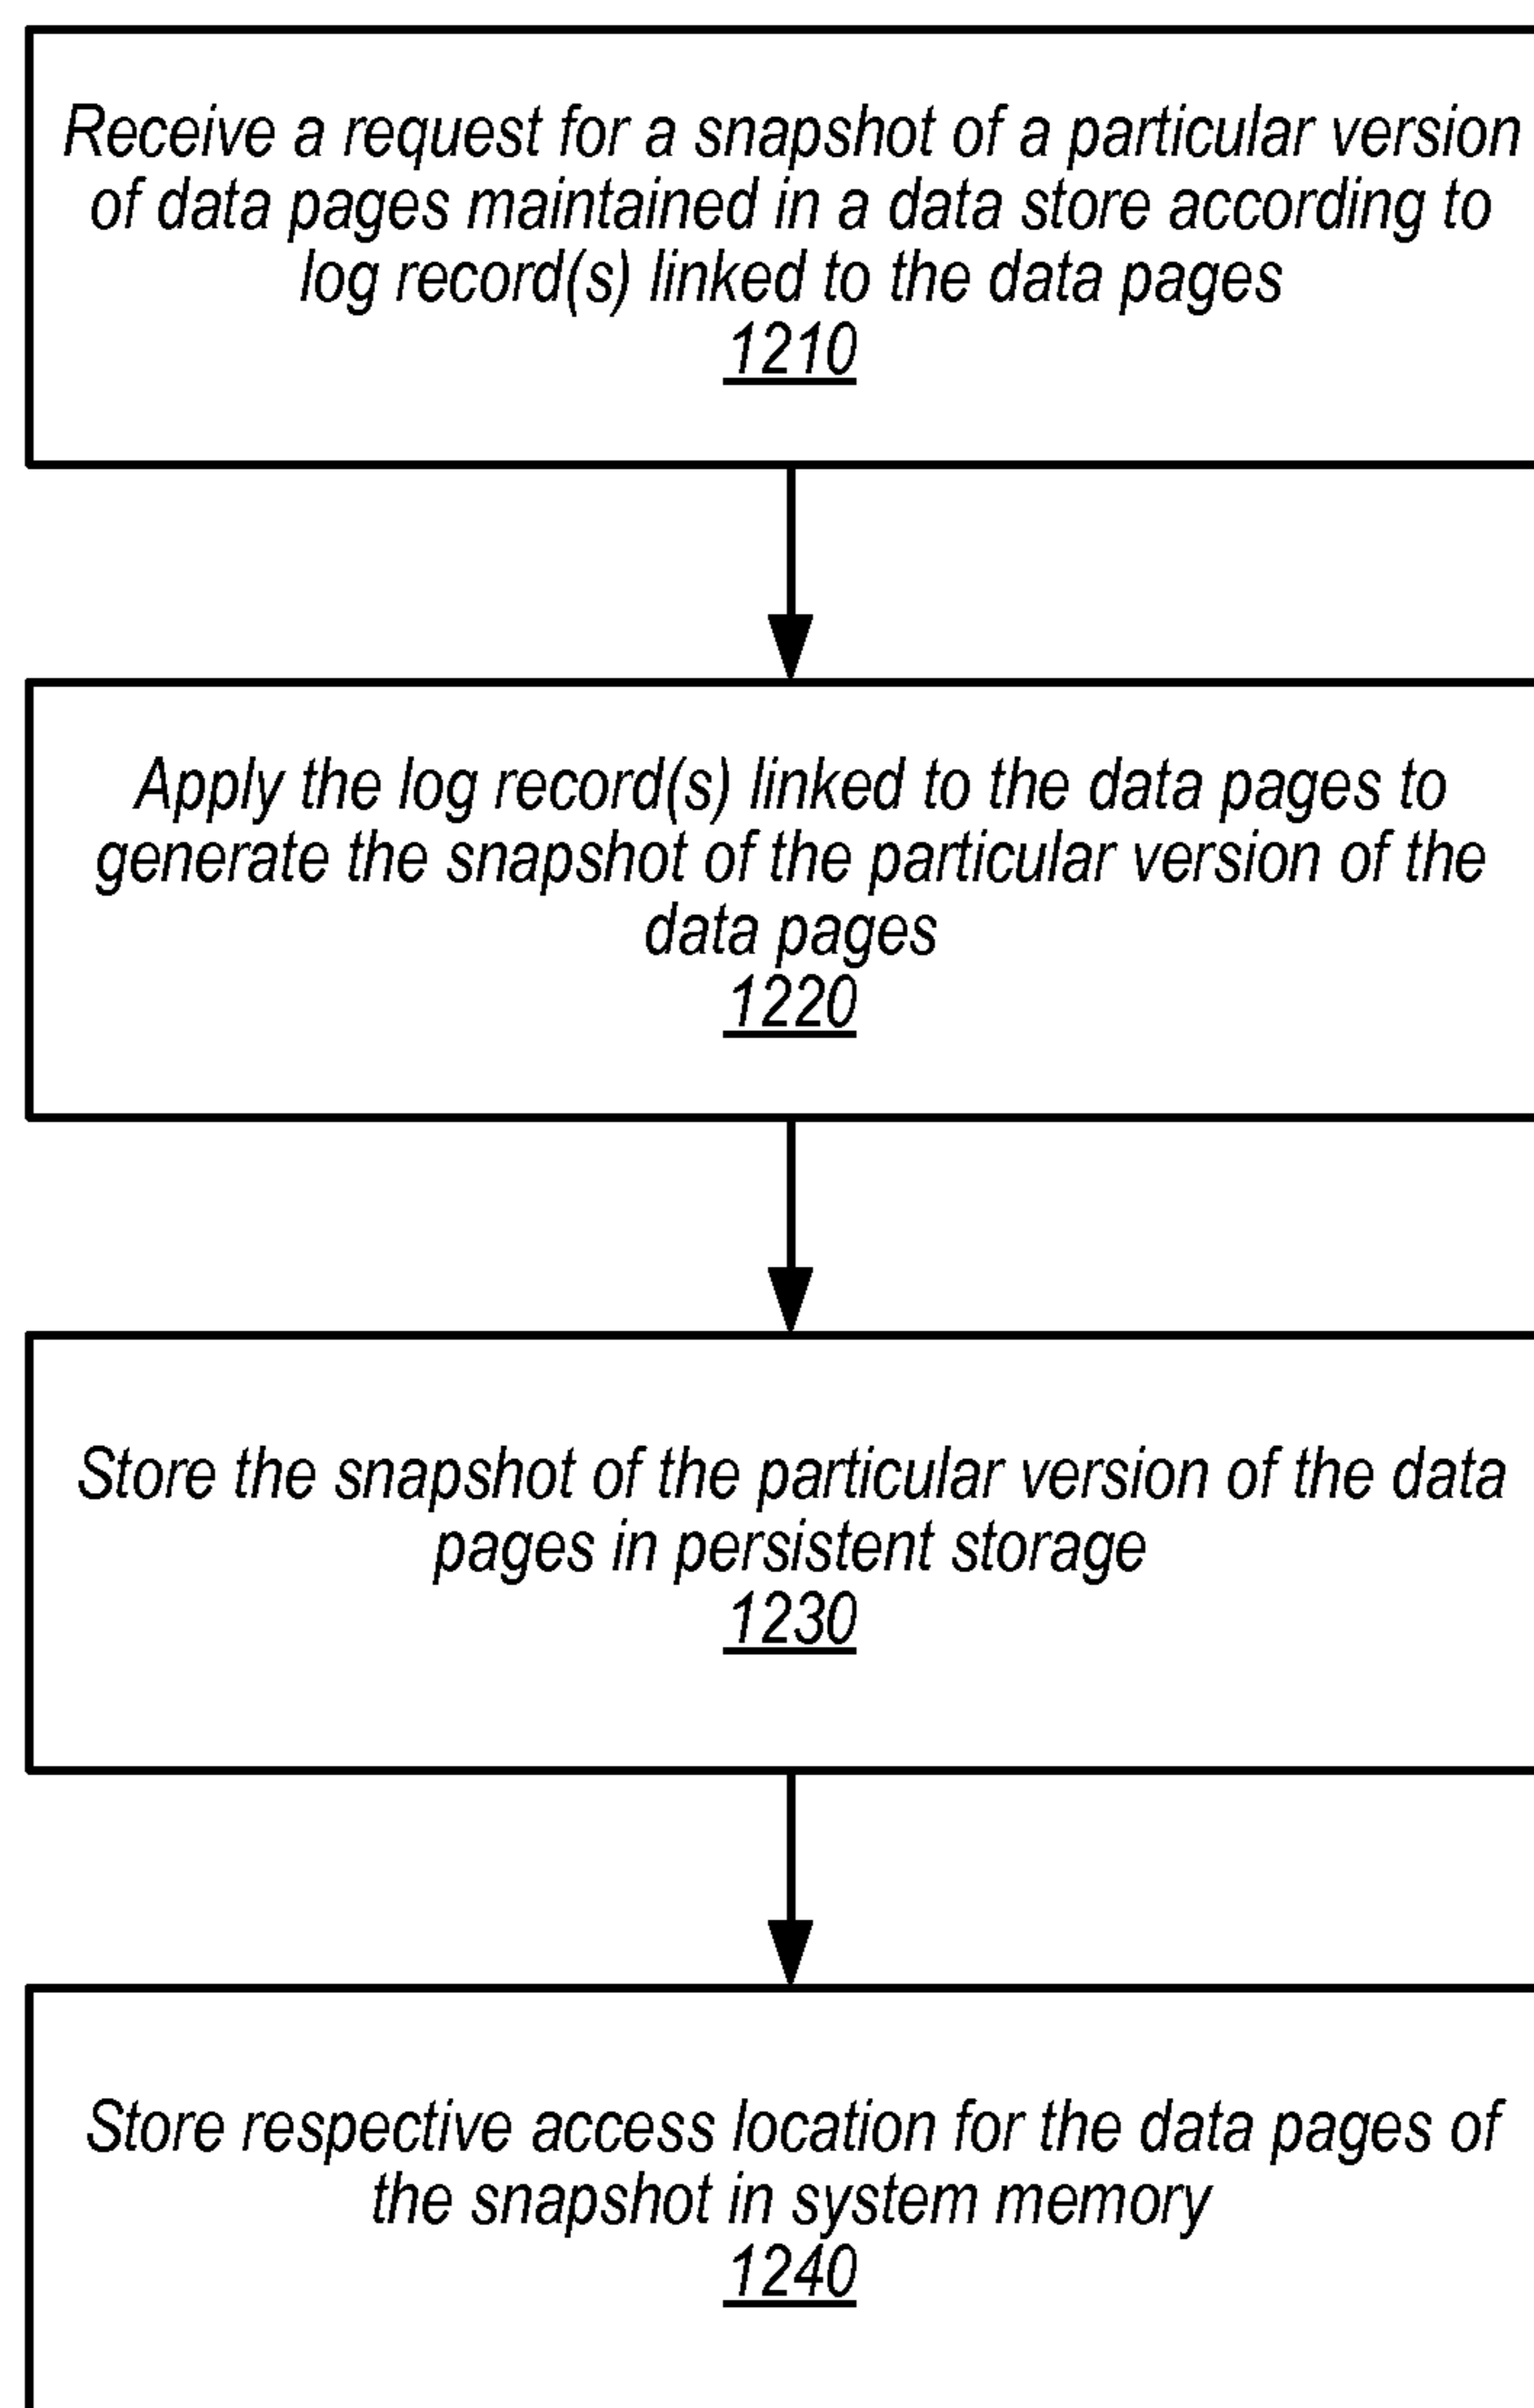 Receive a request for a snapshot of a particular version
of data pages maintained in a data store according to
log record(s) linked to the data pages
1210
Apply the log record(s) linked to the data pages to
generate the snapshot of the particular version of the
data pages
1220
Store the snapshot of the particular version of the data
pages in persistent storage
1230
Store respective access location for the data pages of
the snapshot in system memory
1240